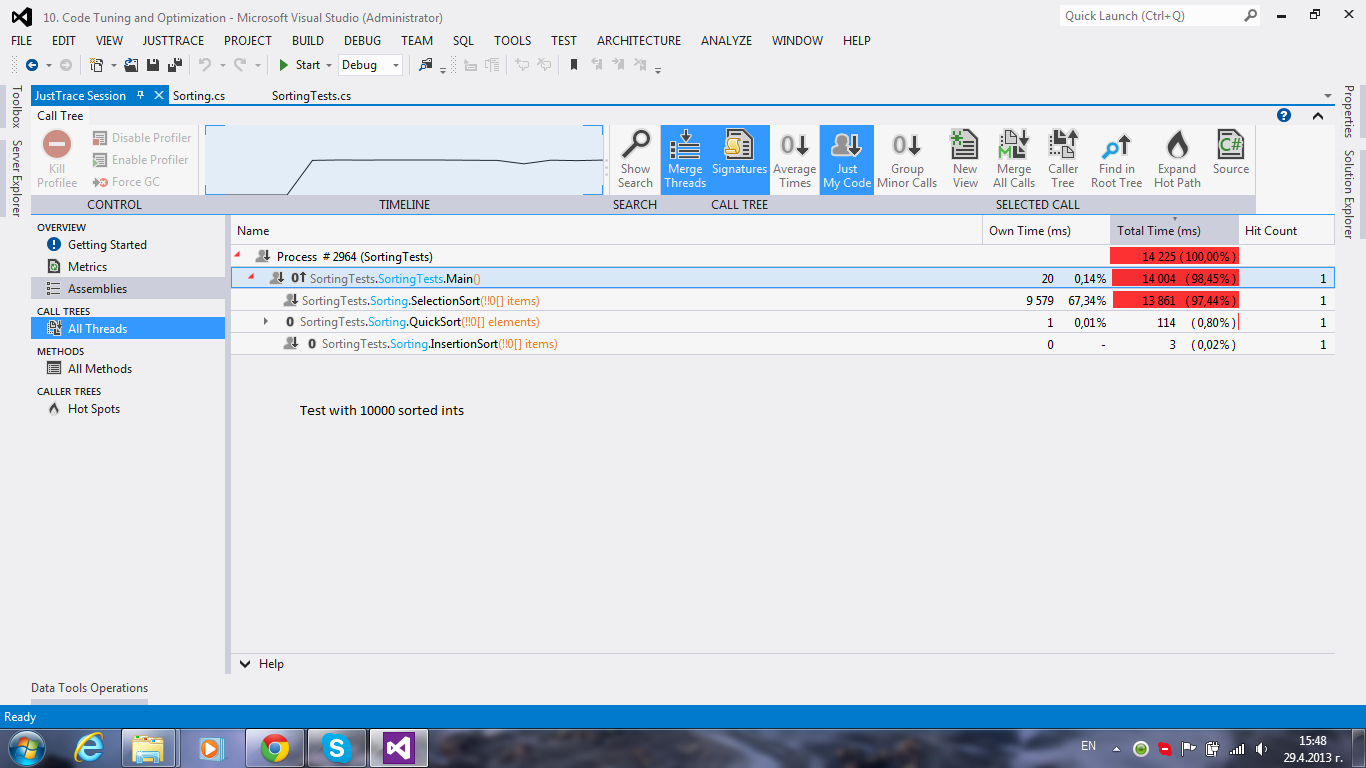 10. Code Tuning and Optimization - Microsoft Visual Studio (Administrator)
Quick Launch (Ctrl+Q)
FILE EDIT VIEW JUSTTRACE PROJECT BUILD DEBUG TEAM SQL TOOLS TEST ARCHITECTURE ANALYZE WINDOW HELP
Start Debug
Toolbox
Server Explorer
Properties
Solution Explorer
JustTrace Session Sorting.cs SortingTests.cs
Call Tree
Kill Profilee
Disable Profiler
Enable Profiler
Force GC
Show Search
Merge Threads
Signatures
Average Times
Just My Code
Group Minor Calls
New View
Merge All Calls
Caller Tree
Find in Root Tree
Expand Hot Path
Source
CONTROL TIMELINE SEARCH CALL TREE SELECTED CALL
OVERVIEW
Getting Started
Metrics
Assemblies
CALL TREES
All Threads
METHODS
All Methods
CALLER TREES
Hot Spots
Name Own Time (ms) Total Time (ms) Hit Count
Process # 2964 (SortingTests) 14 225 (100,00%)
SortingTests.SortingTests.Main() 20 0,14% 14 004 (98,45%) 1
SortingTests.Sorting.SelectionSort(!!0[] items) 9 579 67,34% 13 861 (97,44%) 1
SortingTests.Sorting.QuickSort(!!0[] elements) 1 0,01% 114 (0,80%) 1
SortingTests.Sorting.InsertionSort(!!0[] items) 0 - 3 (0,02%) 1
Test with 10000 sorted ints
Help
Data Tools Operations
Ready
EN
15:48
29.4.2013 г.